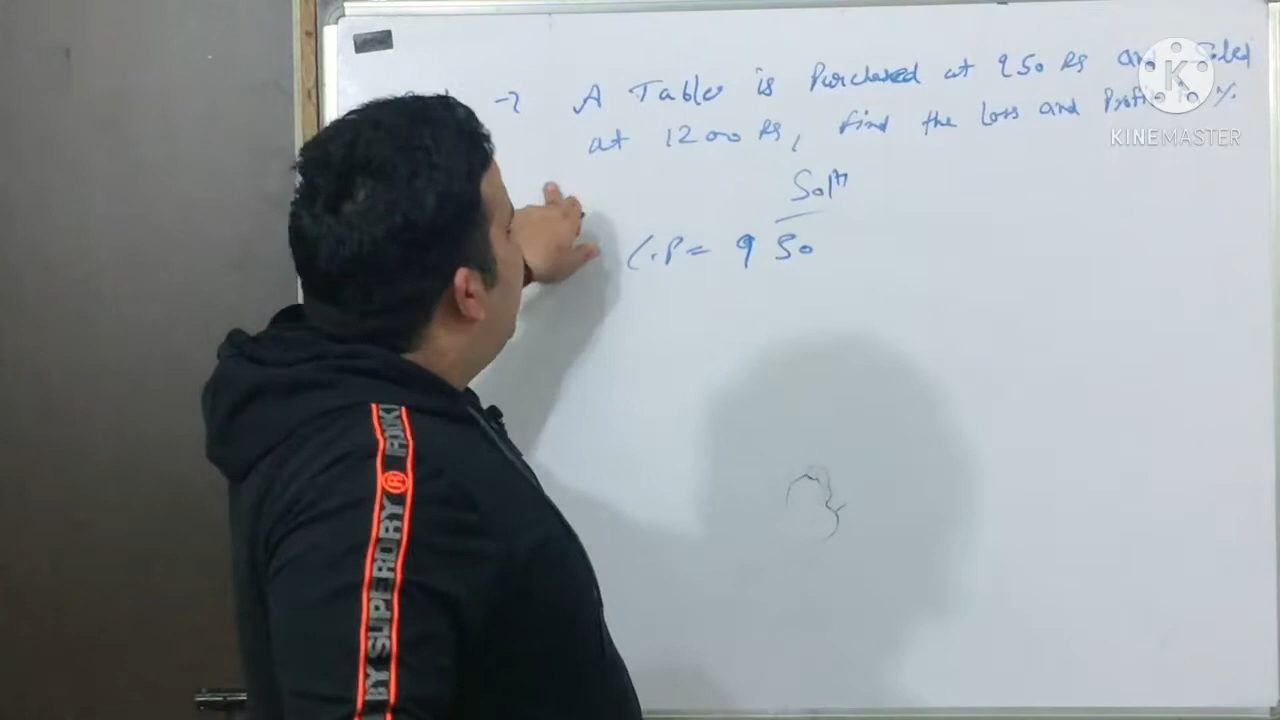 A Table is Purchased at 950 Rs and
at 1200 Rs, find the Loss and Profit %
Solⁿ
C.P = 950
KINEMASTER
BY SUPERDRY®